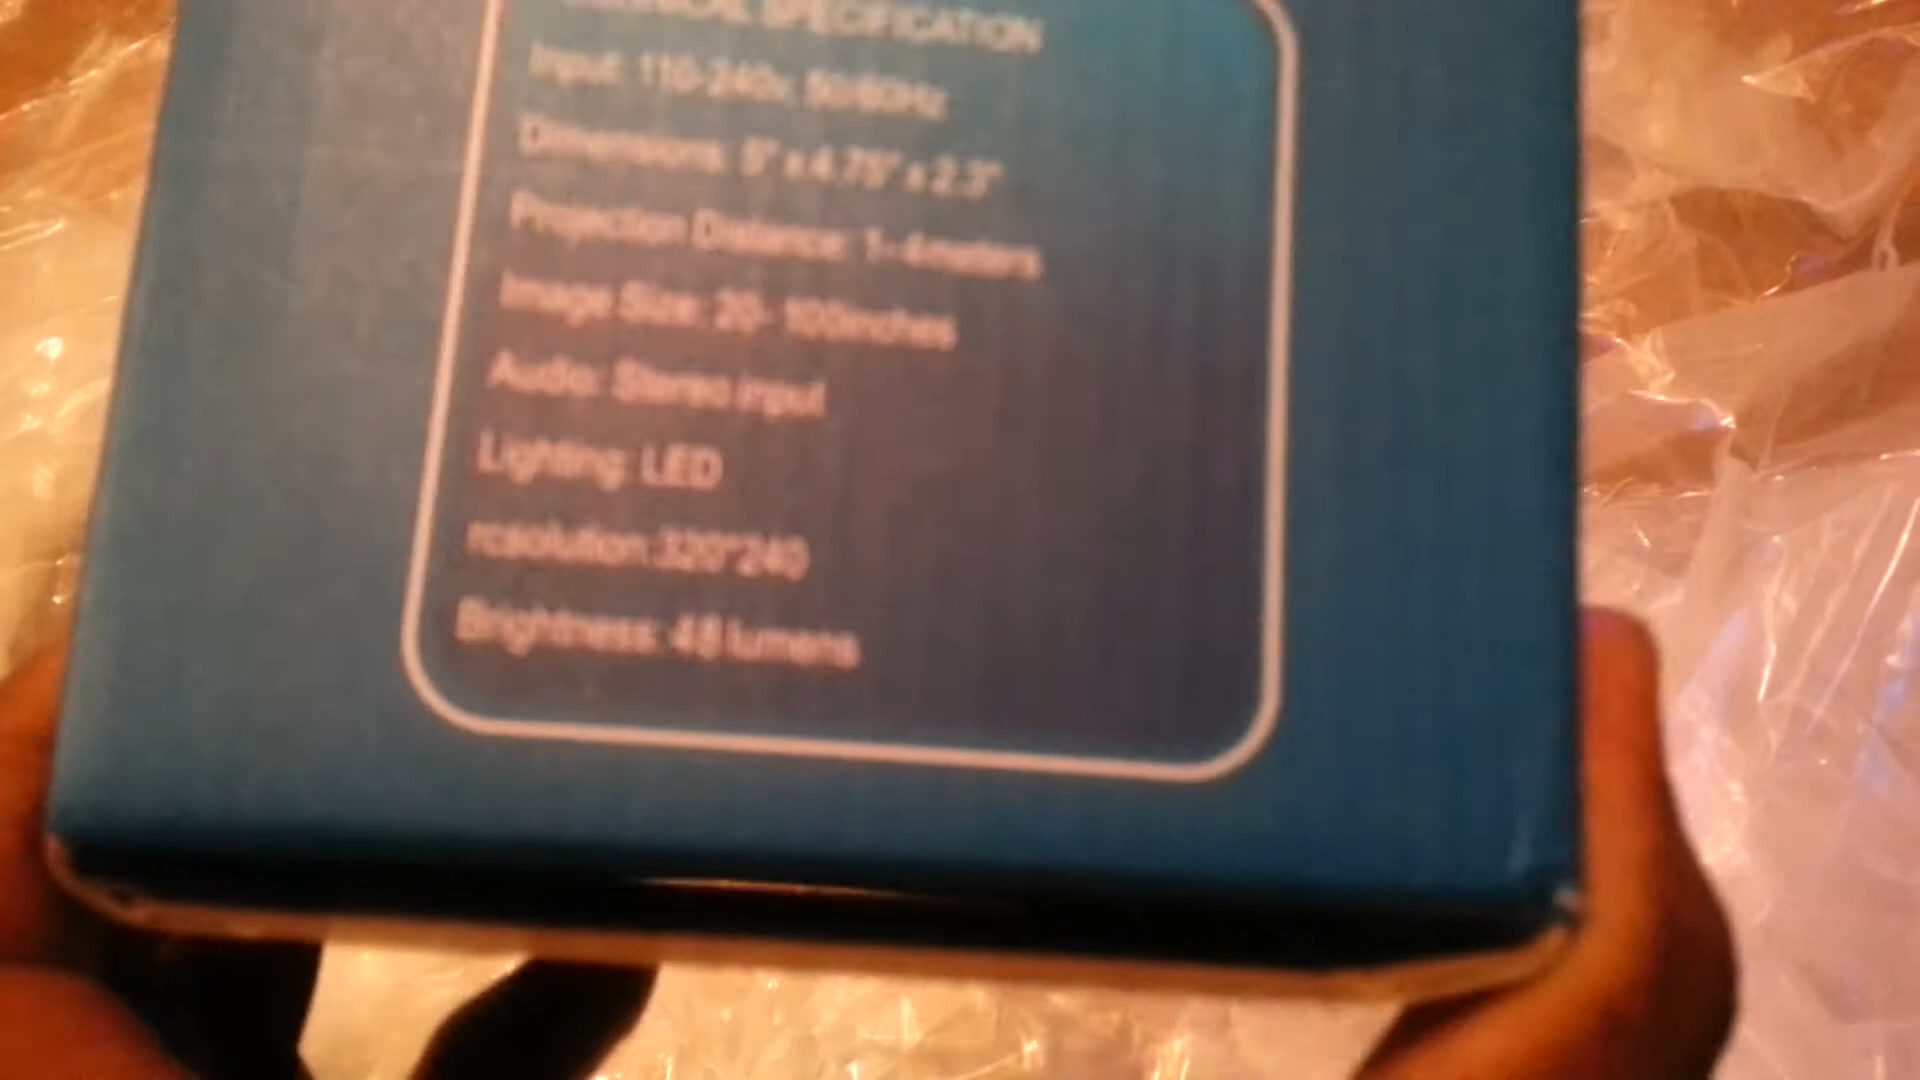 TECHNICAL SPECIFICATION
Input: 110-240v, 50/60Hz
Dimensions: 5" x 4.75" x 2.3"
Projection Distance: 1-4meters
Image Size: 20- 100inches
Audio: Stereo input
Lighting: LED
rcsolution:320*240
Brightness: 48 lumens